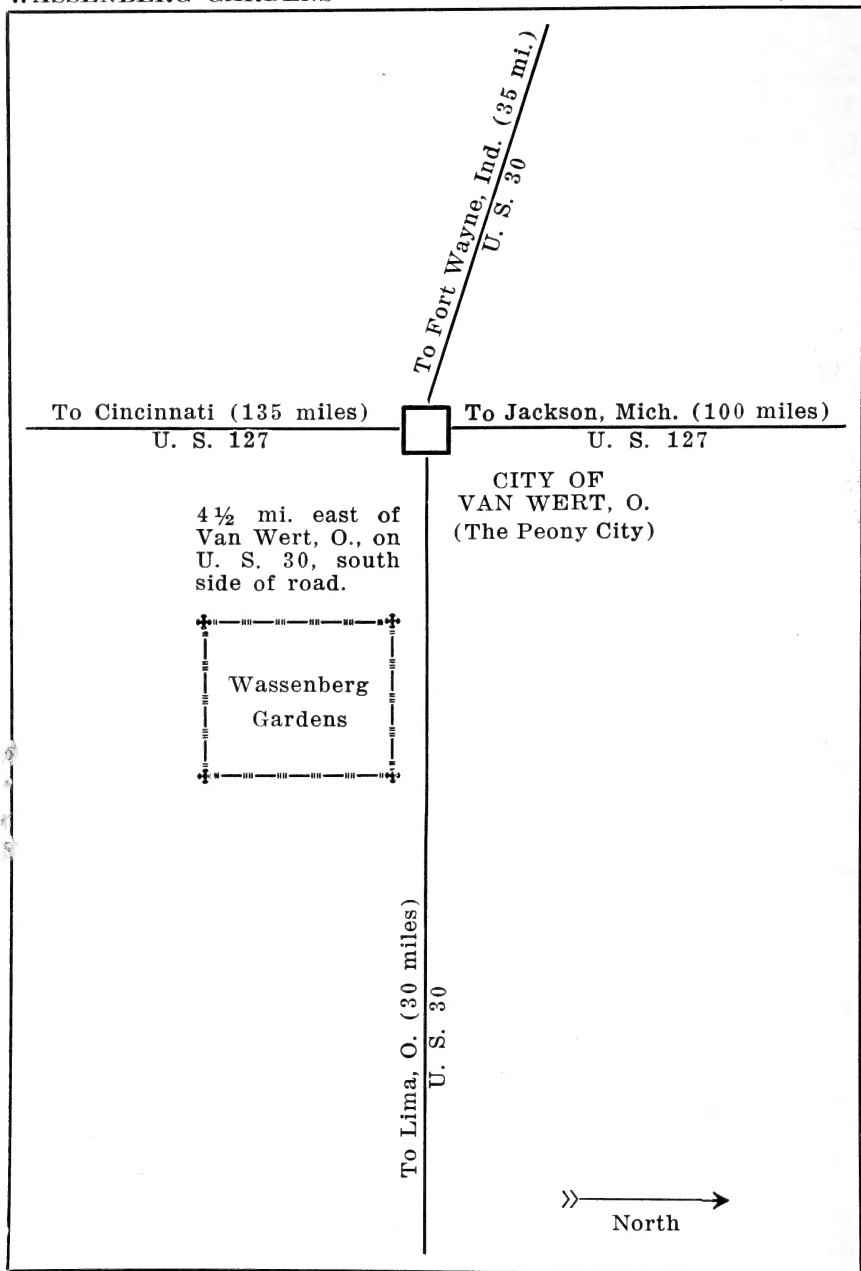 To Fort Wayne, Ind. (35 mi.)
U. S. 30
To Cincinnati (135 miles)
U. S. 127
To Jackson, Mich. (100 miles)
U. S. 127
CITY OF
VAN WERT, O.
(The Peony City)
4½ mi. east of
Van Wert, O., on
U. S. 30, south
side of road.
Wassenberg
Gardens
To Lima, O. (30 miles)
U. S. 30
North